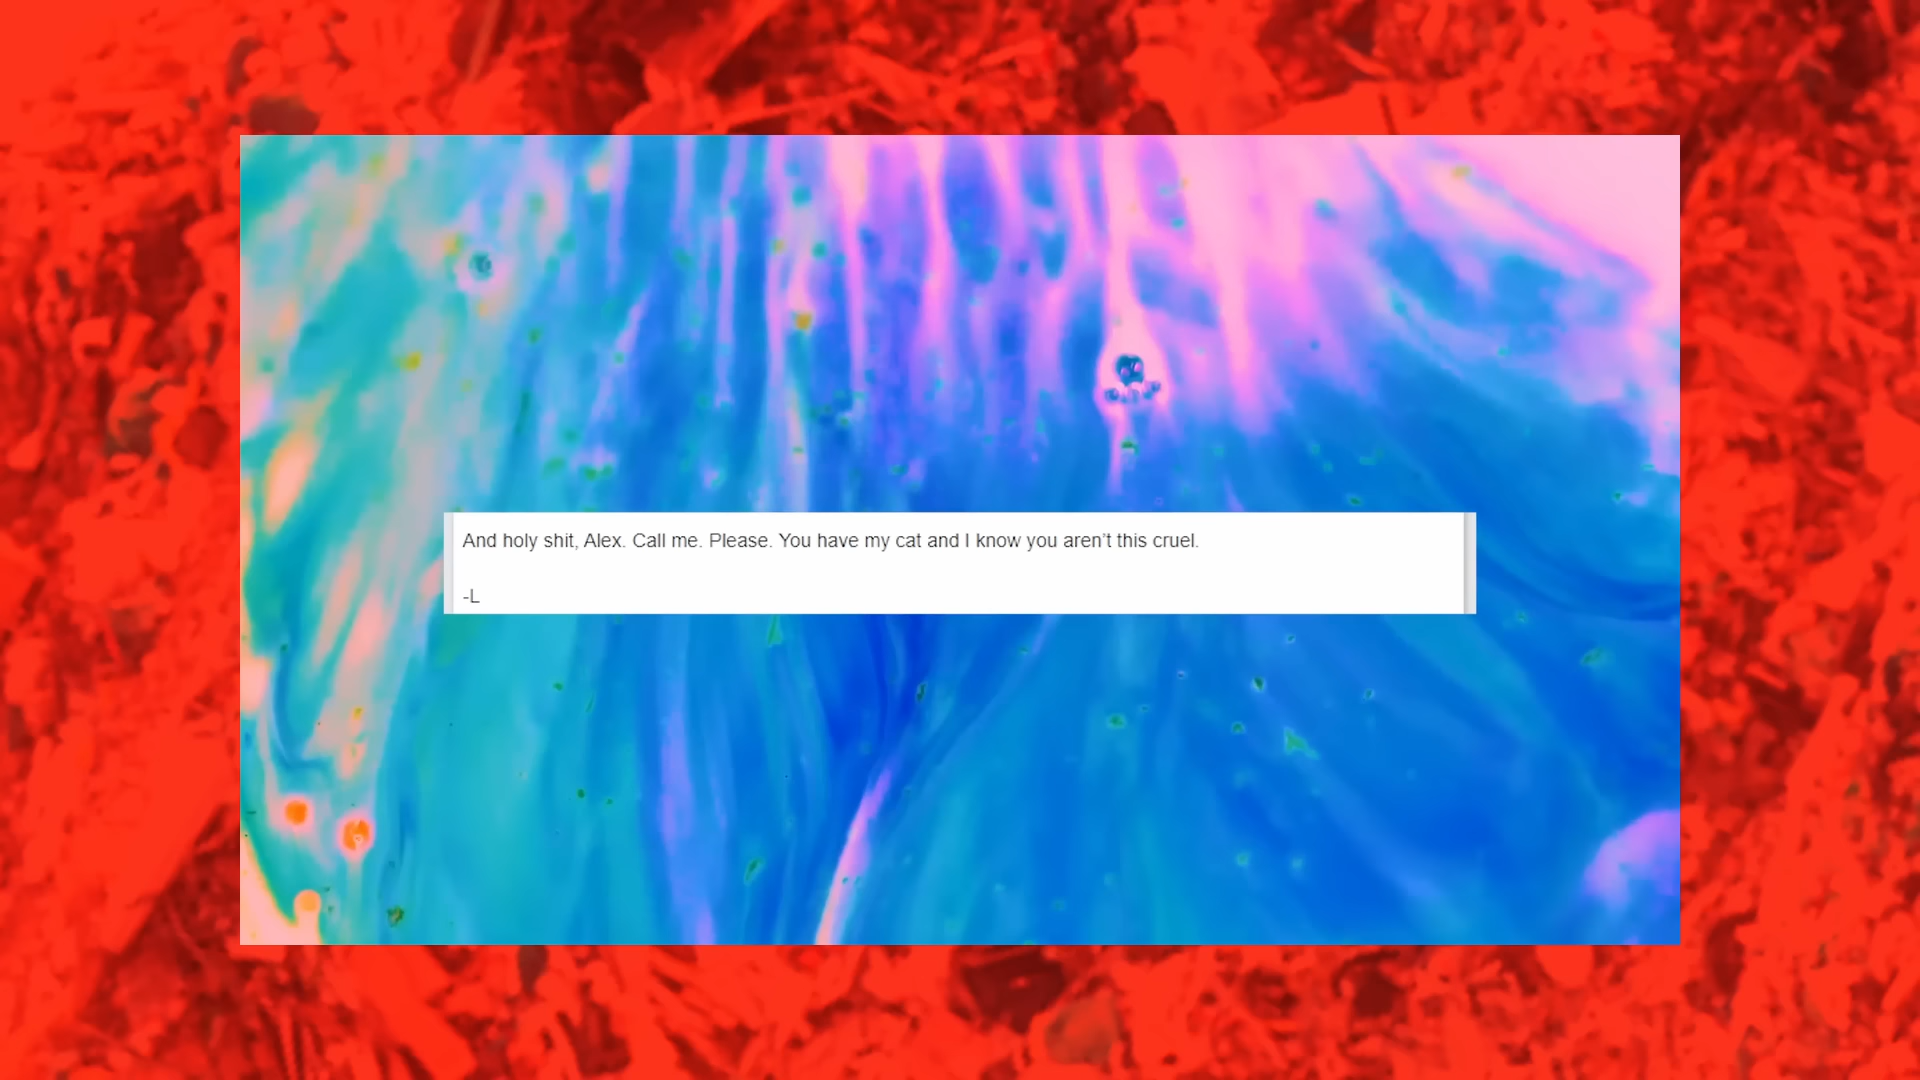 And holy shit, Alex. Call me. Please. You have my cat and I know you aren’t this cruel.
-L